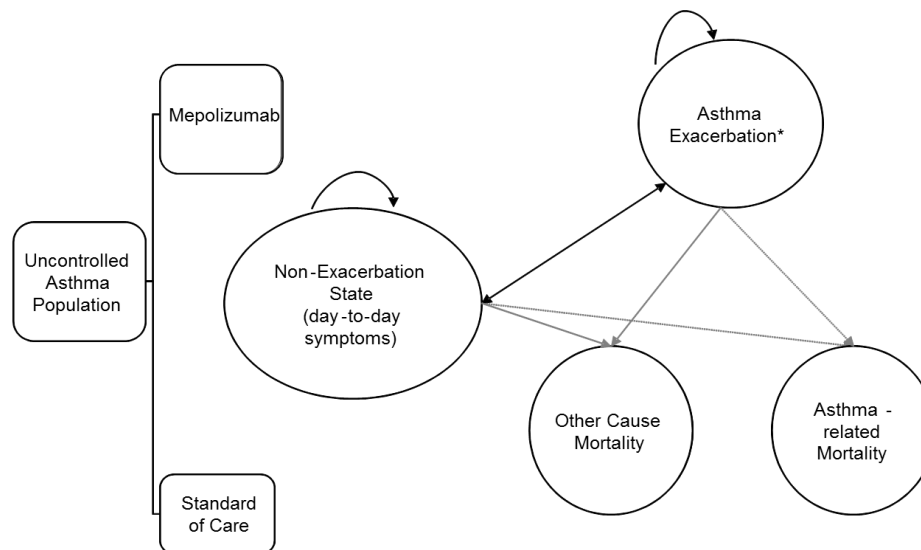 Mepolizumab
Uncontrolled
Asthma
Population
Standard
of Care
Non-Exacerbation
State
(day-to-day
symptoms)
Asthma
Exacerbation*
Other Cause
Mortality
Asthma -
related
Mortality